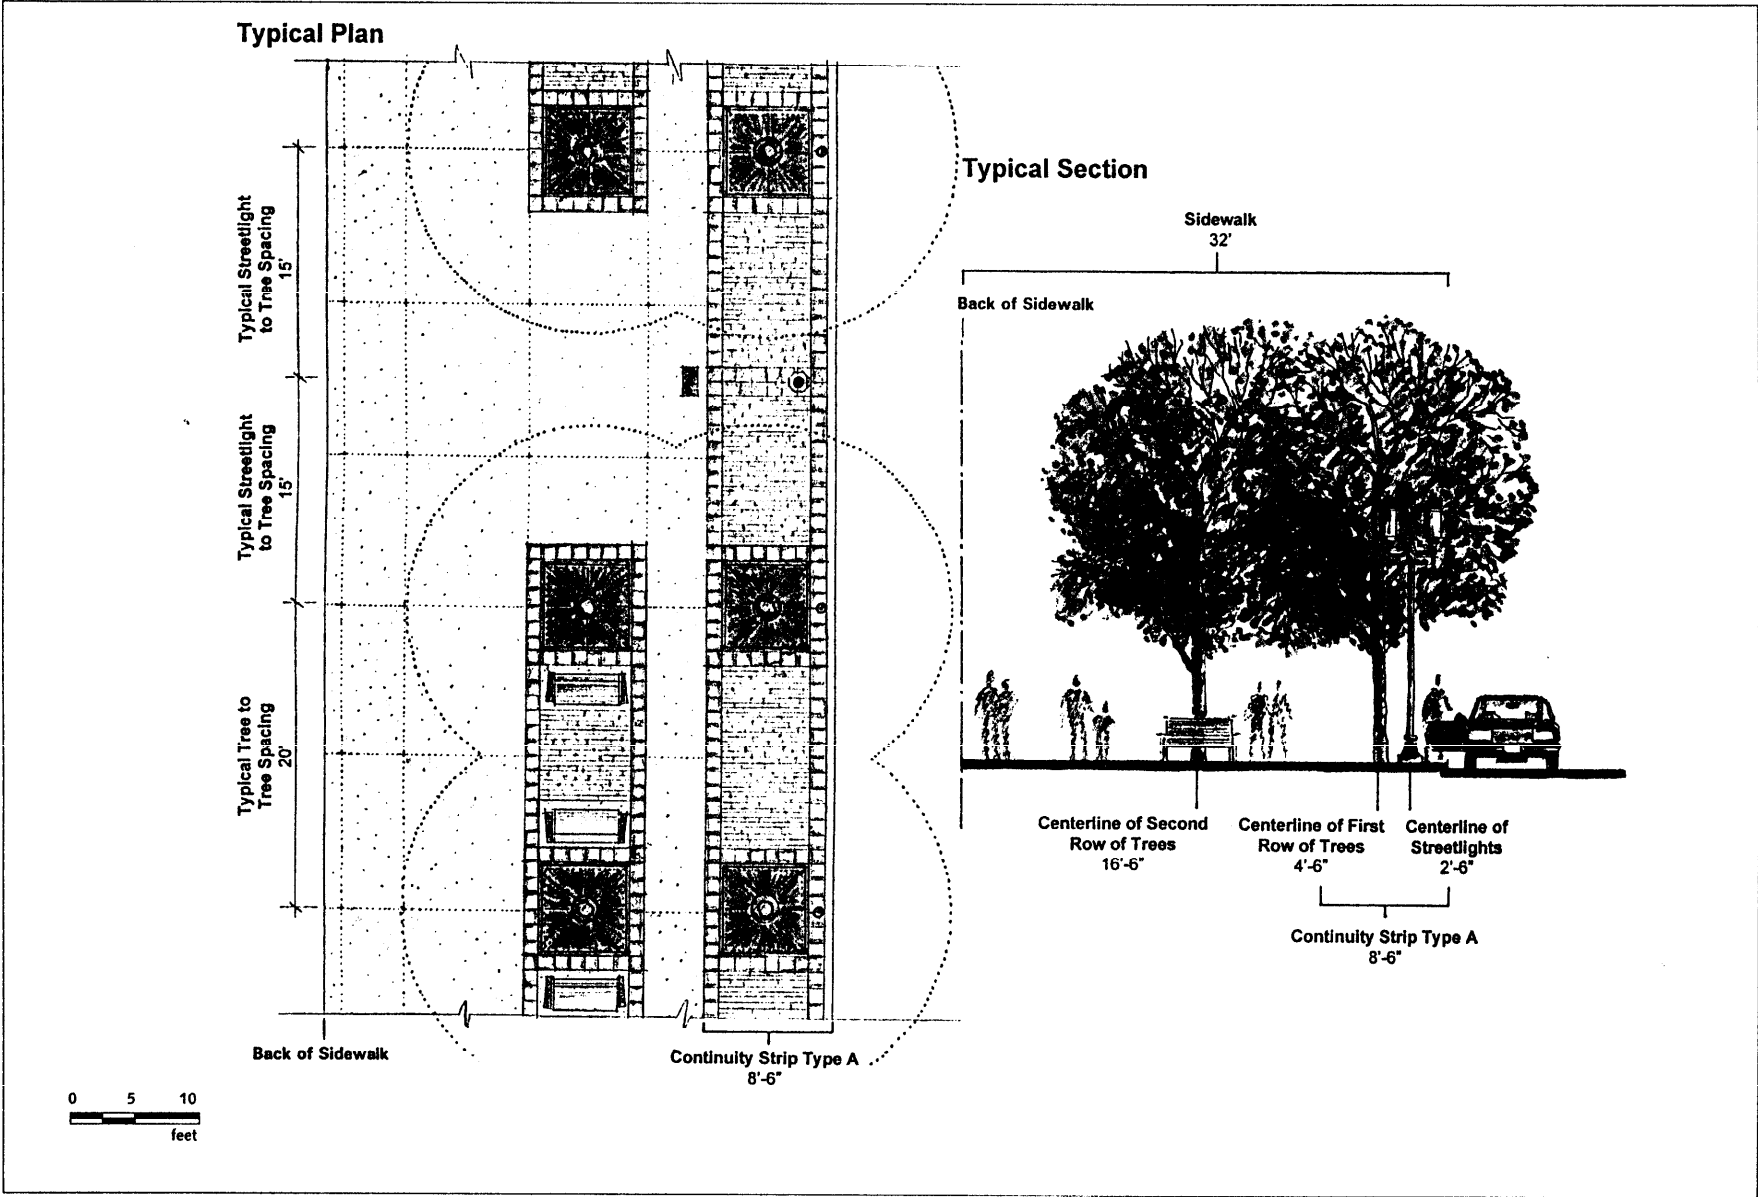 Typical Plan
Typical Streetlight
to Tree Spacing
15'
Typical Streetlight
to Tree Spacing
15'
Typical Tree to
Tree Spacing
20'
Back of Sidewalk
Continuity Strip Type A
8'-6"
0 5 10
feet
Typical Section
Sidewalk
32'
Back of Sidewalk
Centerline of Second
Row of Trees
16'-6"
Centerline of First
Row of Trees
4'-6"
Centerline of
Streetlights
2'-6"
Continuity Strip Type A
8'-6"